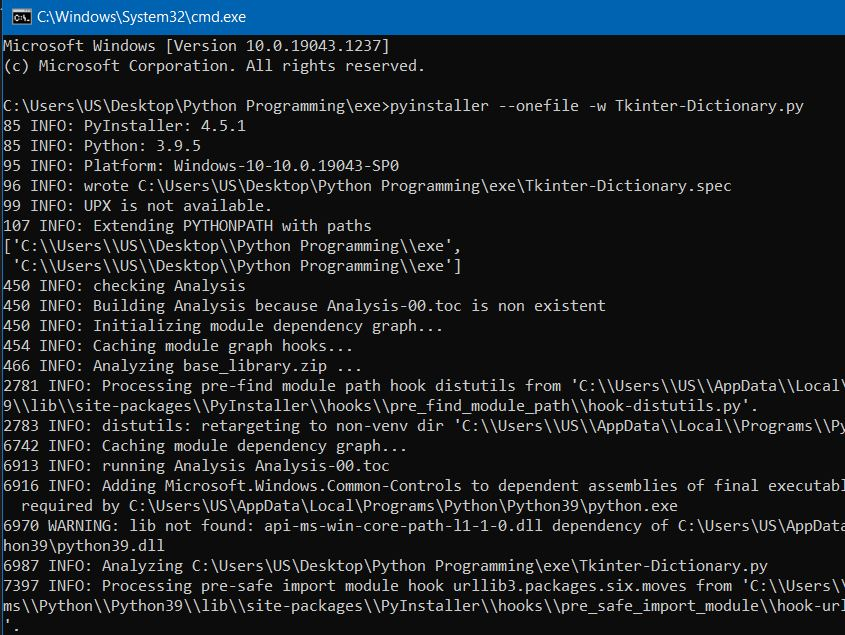 C:\Windows\System32\cmd.exe
Microsoft Windows [Version 10.0.19043.1237]
(c) Microsoft Corporation. All rights reserved.
C:\Users\US\Desktop\Python Programming\exe>pyinstaller --onefile -w Tkinter-Dictionary.py
85 INFO: PyInstaller: 4.5.1
85 INFO: Python: 3.9.5
95 INFO: Platform: Windows-10-10.0.19043-SP0
96 INFO: wrote C:\Users\US\Desktop\Python Programming\exe\Tkinter-Dictionary.spec
99 INFO: UPX is not available.
107 INFO: Extending PYTHONPATH with paths
['C:\\Users\\US\\Desktop\\Python Programming\\exe',
 'C:\\Users\\US\\Desktop\\Python Programming\\exe']
450 INFO: checking Analysis
450 INFO: Building Analysis because Analysis-00.toc is non existent
450 INFO: Initializing module dependency graph...
454 INFO: Caching module graph hooks...
466 INFO: Analyzing base_library.zip ...
2781 INFO: Processing pre-find module path hook distutils from 'C:\\Users\\US\\AppData\\Local\
9\\lib\\site-packages\\PyInstaller\\hooks\\pre_find_module_path\\hook-distutils.py'.
2783 INFO: distutils: retargeting to non-venv dir 'C:\\Users\\US\\AppData\\Local\\Programs\\Py
6742 INFO: Caching module dependency graph...
6913 INFO: running Analysis Analysis-00.toc
6916 INFO: Adding Microsoft.Windows.Common-Controls to dependent assemblies of final executabl
  required by C:\Users\US\AppData\Local\Programs\Python\Python39\python.exe
6970 WARNING: lib not found: api-ms-win-core-path-l1-1-0.dll dependency of C:\Users\US\AppData
hon39\python39.dll
6987 INFO: Analyzing C:\Users\US\Desktop\Python Programming\exe\Tkinter-Dictionary.py
7397 INFO: Processing pre-safe import module hook urllib3.packages.six.moves from 'C:\\Users\\
ms\\Python\\Python39\\lib\\site-packages\\PyInstaller\\hooks\\pre_safe_import_module\\hook-url
'.